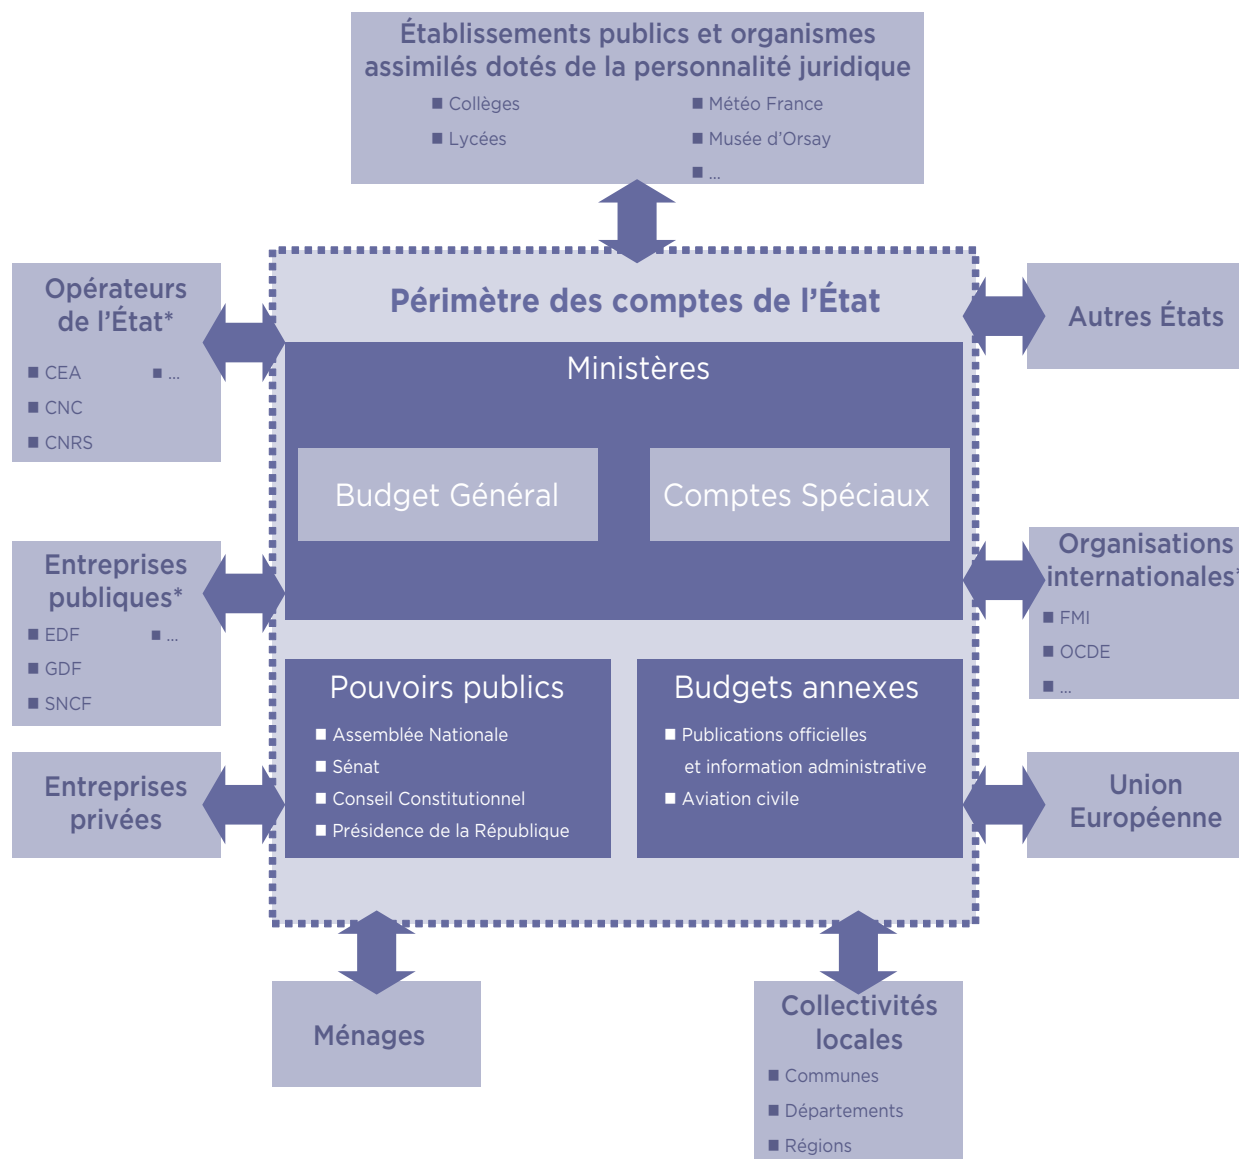 Établissements publics et organismes
assimilés dotés de la personnalité juridique
■ Collèges
■ Lycées
■ Météo France
■ Musée d'Orsay
■ ...
Opérateurs
de l'État*
■ CEA
■ ...
■ CNC
■ CNRS
Périmètre des comptes de l'État
Autres États
Ministères
Budget Général
Comptes Spéciaux
Entreprises
publiques*
■ EDF
■ ...
■ GDF
■ SNCF
Organisations
internationales*
■ FMI
■ OCDE
■ ...
Pouvoirs publics
■ Assemblée Nationale
■ Sénat
■ Conseil Constitutionnel
■ Présidence de la République
Budgets annexes
■ Publications officielles
et information administrative
■ Aviation civile
Entreprises
privées
Union
Européenne
Ménages
Collectivités
locales
■ Communes
■ Départements
■ Régions